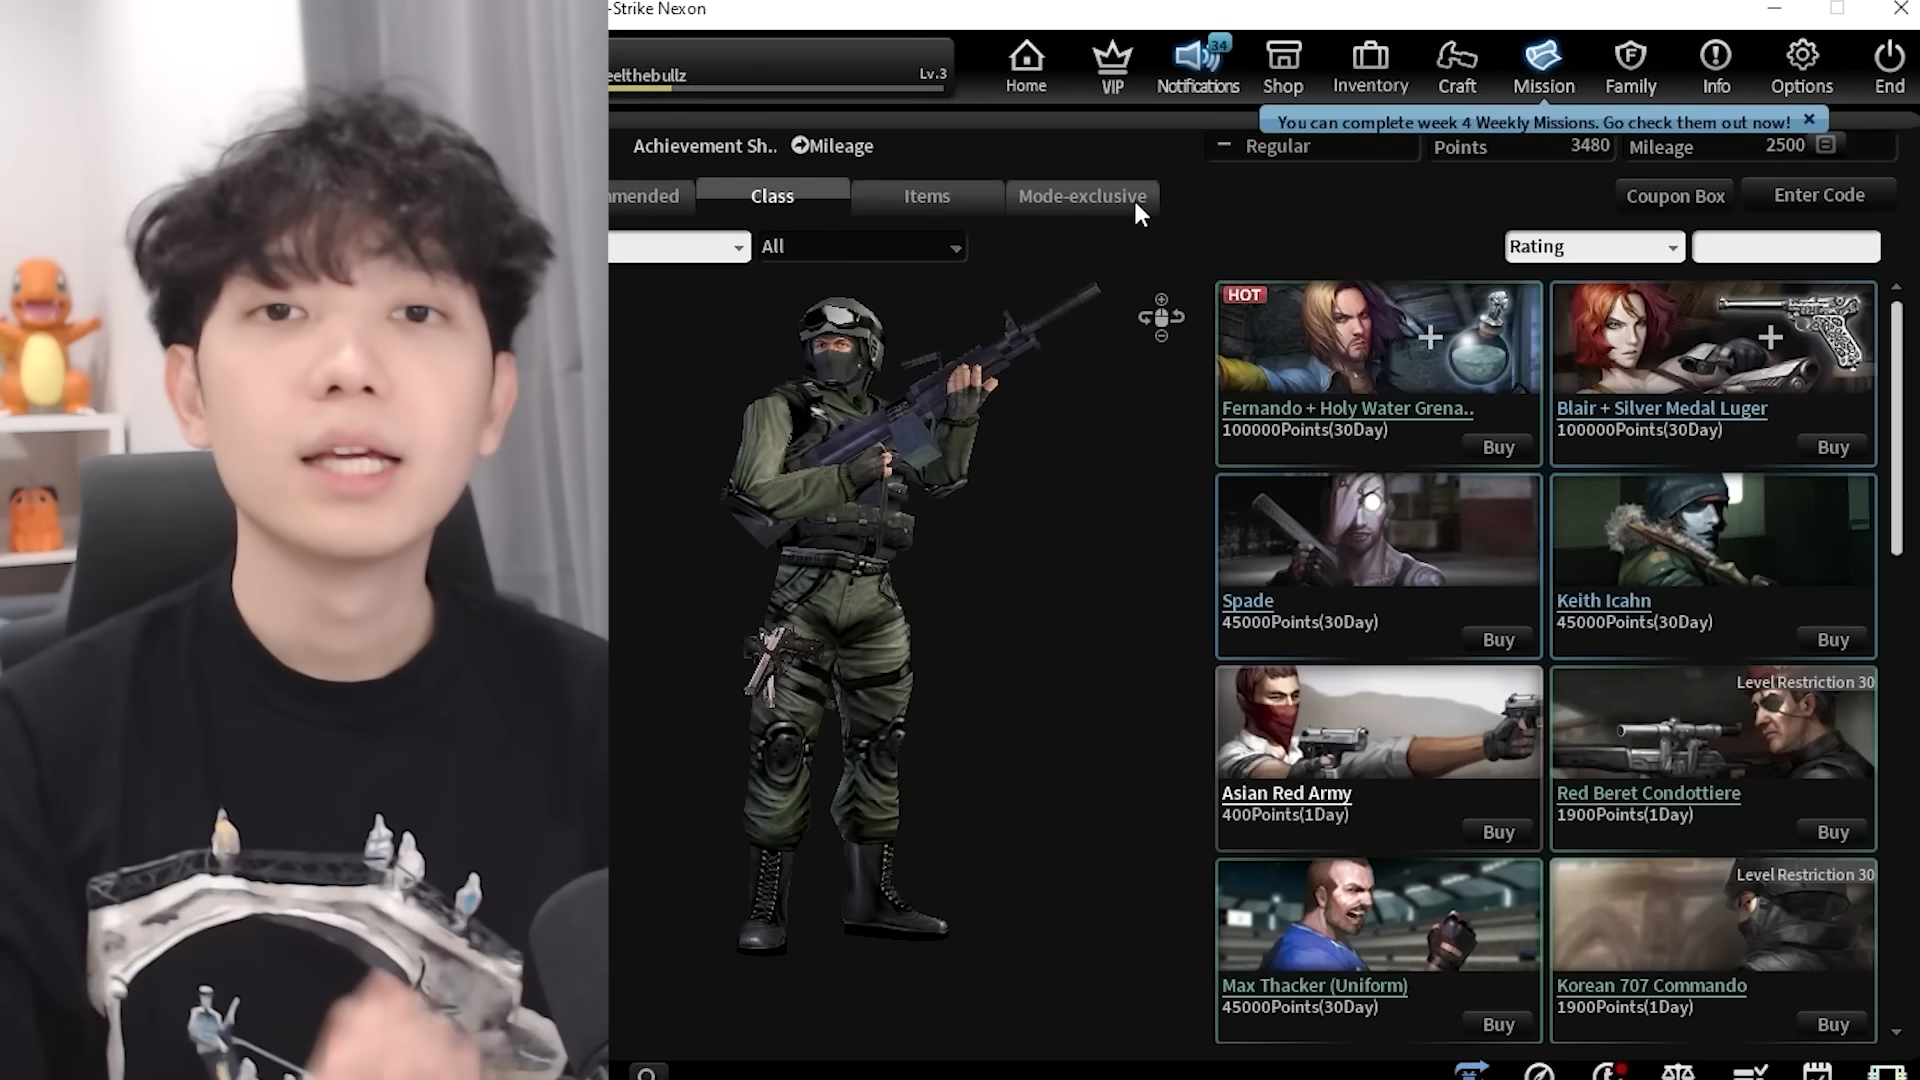 -Strike Nexon
eelthebullz
Lv.3
Home
VIP
34
Notifications
Shop
Inventory
Craft
Mission
Family
Info
Options
End
You can complete week 4 Weekly Missions. Go check them out now!
Achievement Sh..
Mileage
Regular
Points 3480
Mileage 2500
mmended
Class
Items
Mode-exclusive
Coupon Box
Enter Code
All
Rating
HOT
Fernando + Holy Water Grena..
100000Points(30Day)
Buy
Blair + Silver Medal Luger
100000Points(30Day)
Buy
Spade
45000Points(30Day)
Buy
Keith Icahn
45000Points(30Day)
Buy
Asian Red Army
400Points(1Day)
Buy
Level Restriction 30
Red Beret Condottiere
1900Points(1Day)
Buy
Max Thacker (Uniform)
45000Points(30Day)
Buy
Level Restriction 30
Korean 707 Commando
1900Points(1Day)
Buy